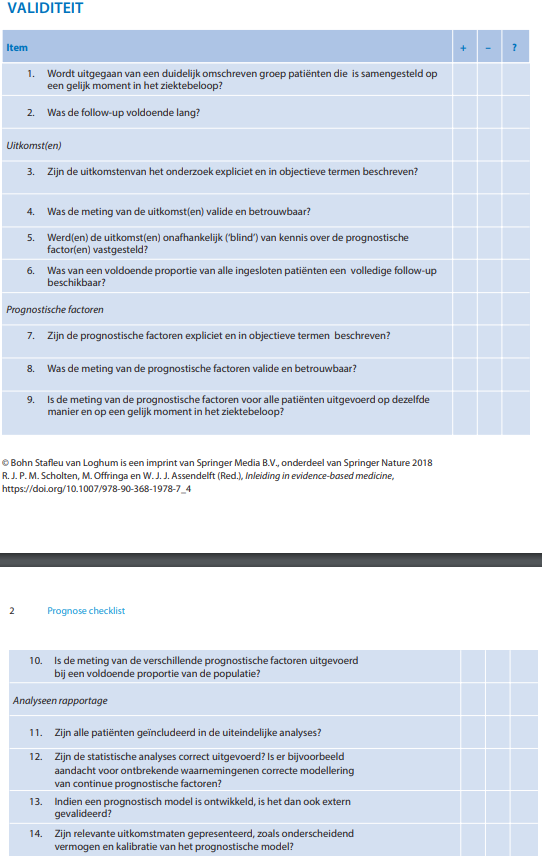 VALIDITEIT
Item + – ?
1. Wordt uitgegaan van een duidelijk omschreven groep patiënten die is samengesteld op
een gelijk moment in het ziektebeloop?
2. Was de follow-up voldoende lang?
Uitkomst(en)
3. Zijn de uitkomstenvan het onderzoek expliciet en in objectieve termen beschreven?
4. Was de meting van de uitkomst(en) valide en betrouwbaar?
5. Werd(en) de uitkomst(en) onafhankelijk (‘blind’) van kennis over de prognostische
factor(en) vastgesteld?
6. Was van een voldoende proportie van alle ingesloten patiënten een volledige follow-up
beschikbaar?
Prognostische factoren
7. Zijn de prognostische factoren expliciet en in objectieve termen beschreven?
8. Was de meting van de prognostische factoren valide en betrouwbaar?
9. Is de meting van de prognostische factoren voor alle patiënten uitgevoerd op dezelfde
manier en op een gelijk moment in het ziektebeloop?
© Bohn Stafleu van Loghum is een imprint van Springer Media B.V., onderdeel van Springer Nature 2018
R. J. P. M. Scholten, M. Offringa en W. J. J. Assendelft (Red.), Inleiding in evidence-based medicine,
https://doi.org/10.1007/978-90-368-1978-7_4
2 Prognose checklist
10. Is de meting van de verschillende prognostische factoren uitgevoerd
bij een voldoende proportie van de populatie?
Analyseen rapportage
11. Zijn alle patiënten geïncludeerd in de uiteindelijke analyses?
12. Zijn de statistische analyses correct uitgevoerd? Is er bijvoorbeeld
aandacht voor ontbrekende waarnemingenen correcte modellering
van continue prognostische factoren?
13. Indien een prognostisch model is ontwikkeld, is het dan ook extern
gevalideerd?
14. Zijn relevante uitkomstmaten gepresenteerd, zoals onderscheidend
vermogen en kalibratie van het prognostische model?